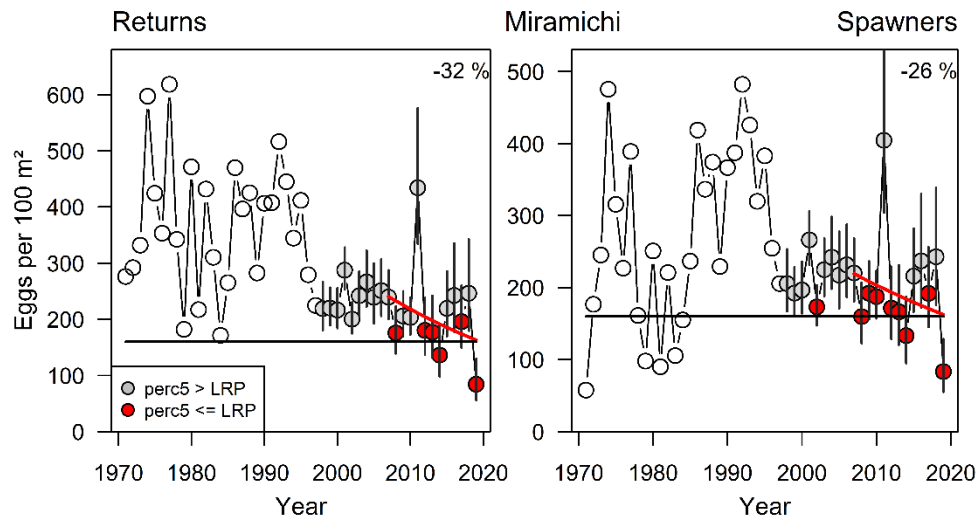 Returns
Miramichi
Spawners
-32 %
Eggs per 100 m²
600
500
400
300
200
100
0
perc5 > LRP
perc5 <= LRP
1970 1980 1990 2000 2010 2020
Year
-26 %
500
400
300
200
100
0
1970 1980 1990 2000 2010 2020
Year